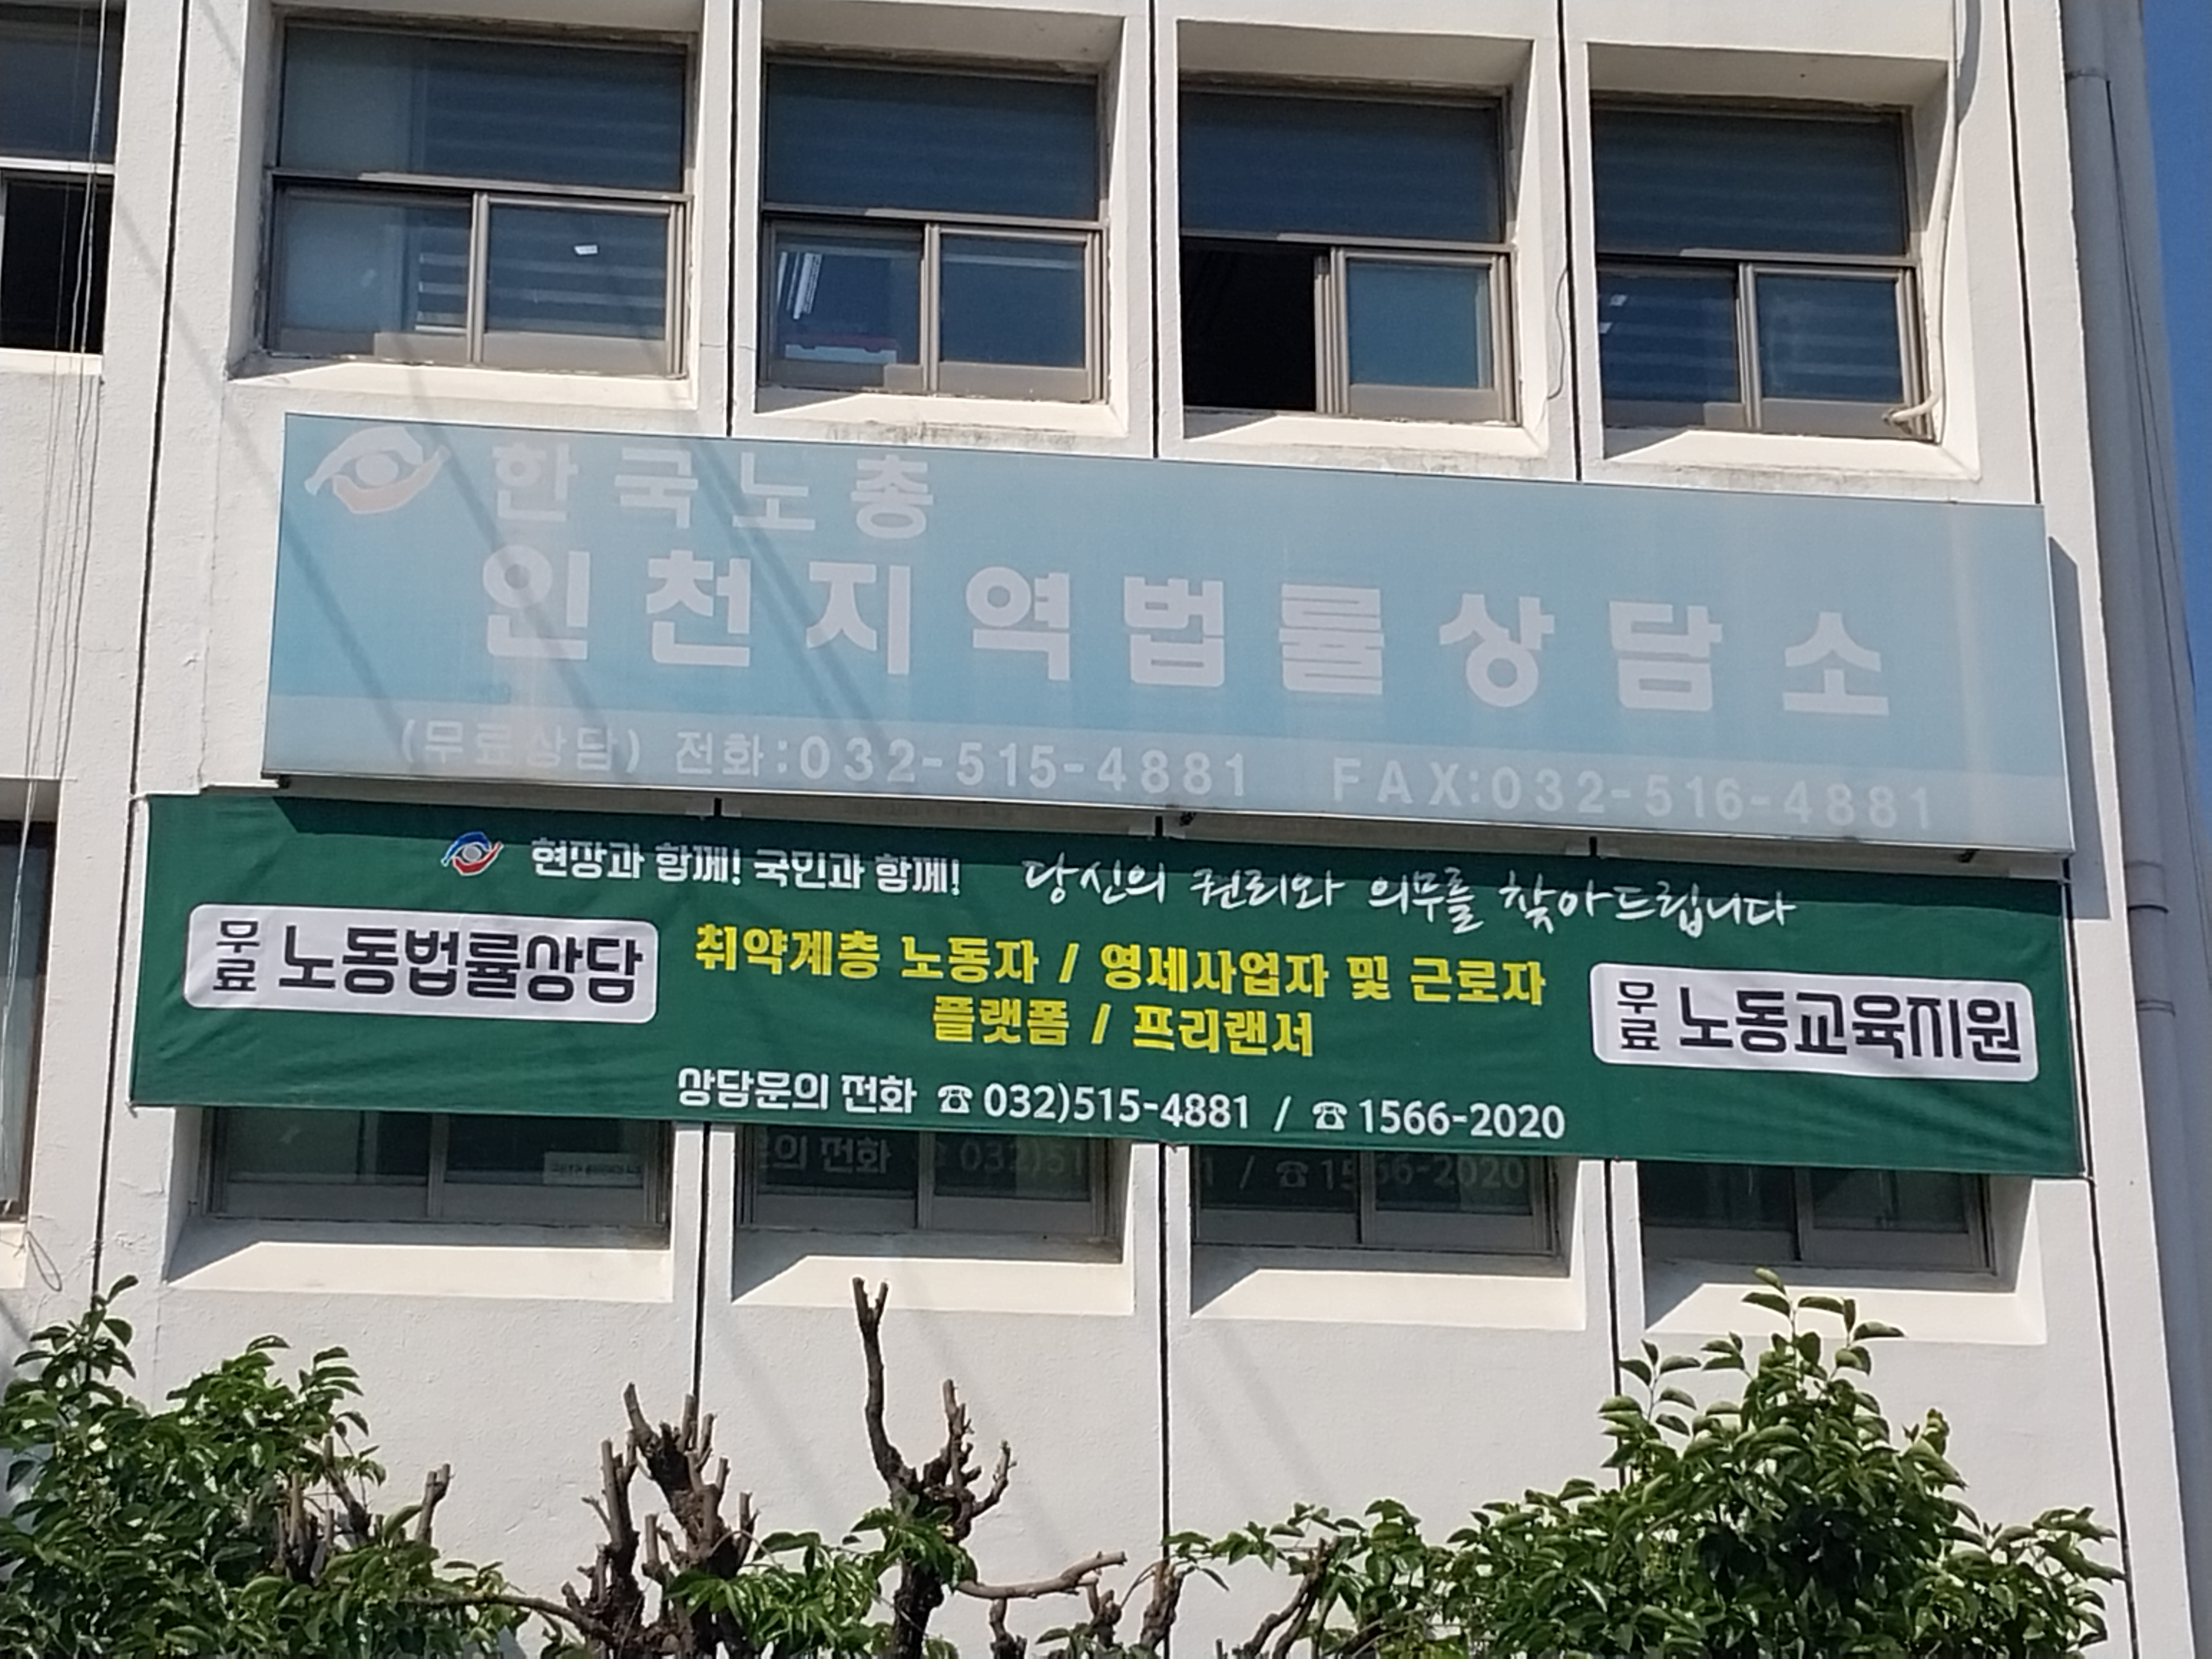 한국노총
인천지역법률상담소
(무료상담) 전화:032-515-4881 FAX:032-516-4881
현장과 함께! 국민과 함께! 당신의 권리와 의무를 찾아드립니다
무료 노동법률상담
취약계층 노동자 / 영세사업자 및 근로자
플랫폼 / 프리랜서
무료 노동교육지원
상담문의 전화 ☎ 032)515-4881 / ☎ 1566-2020